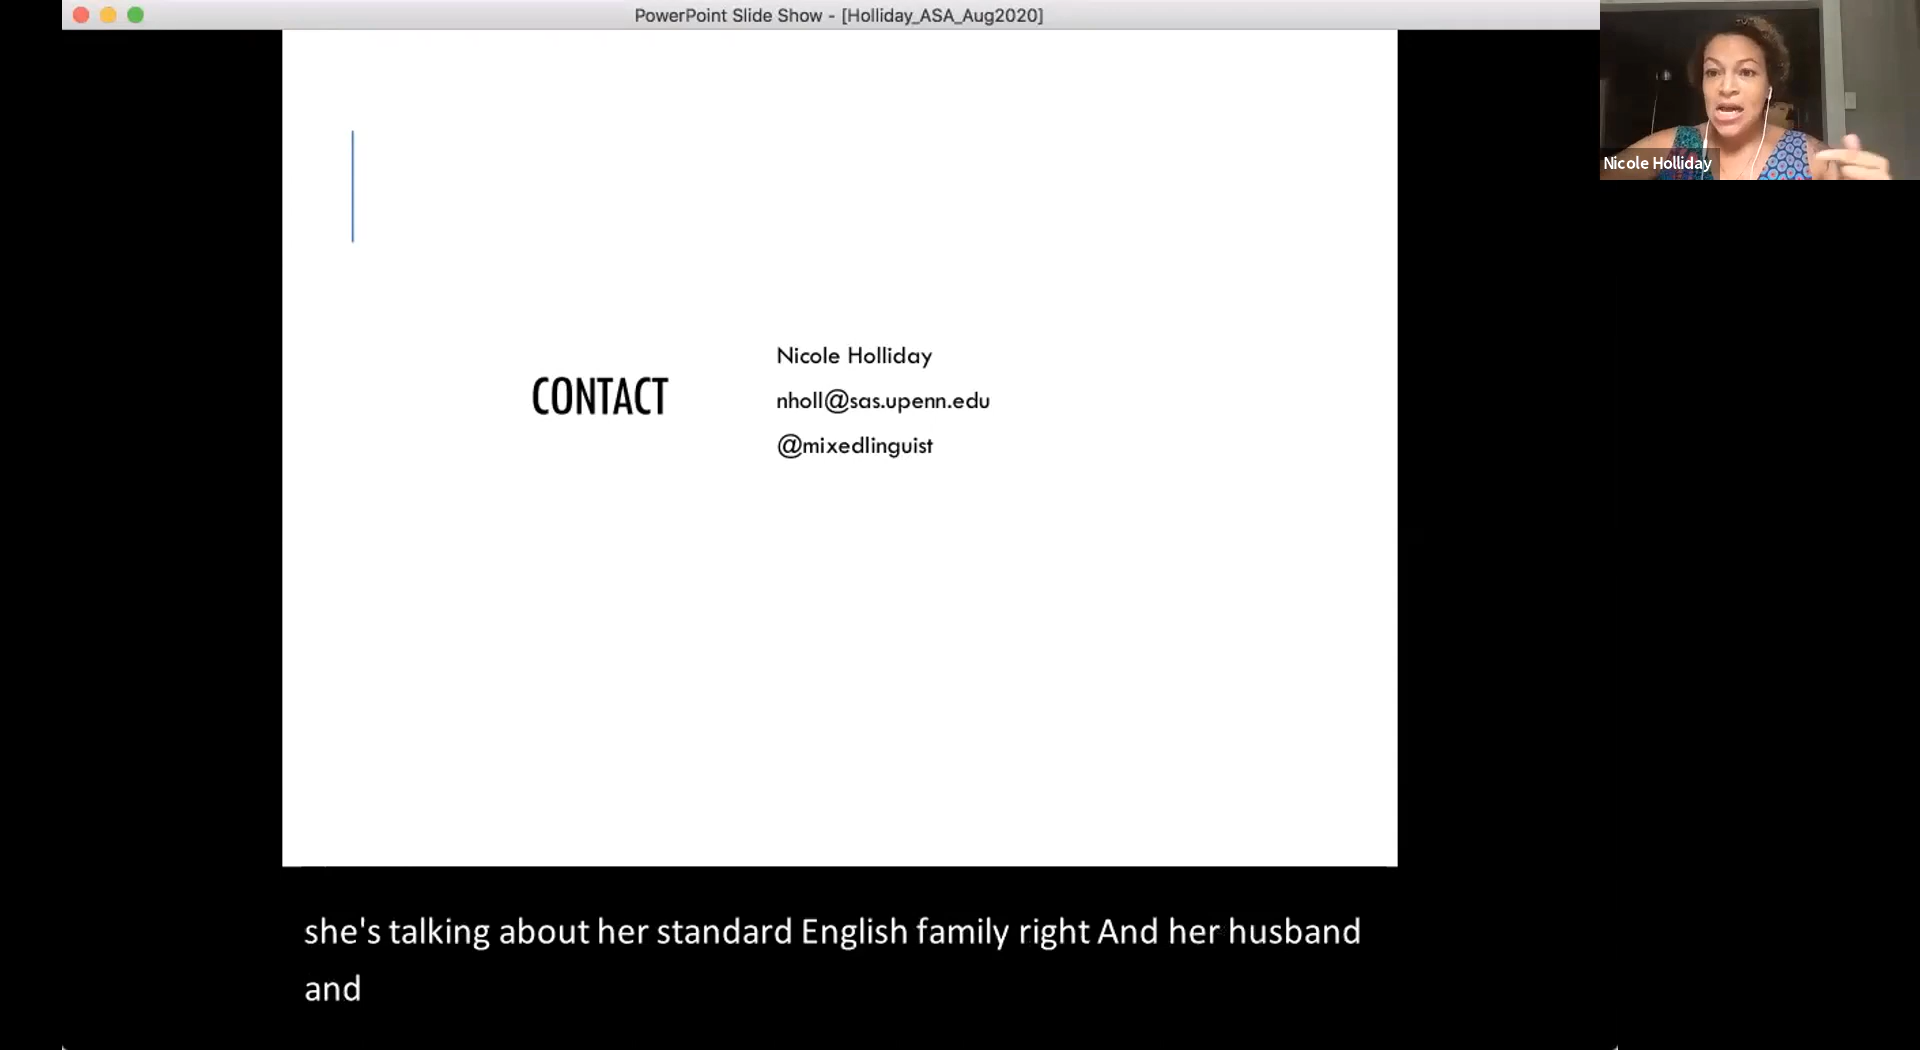 PowerPoint Slide Show - [Holliday_ASA_Aug2020]
Nicole Holliday
CONTACT
Nicole Holliday
nholl@sas.upenn.edu
@mixedlinguist
she's talking about her standard English family right And her husband
and